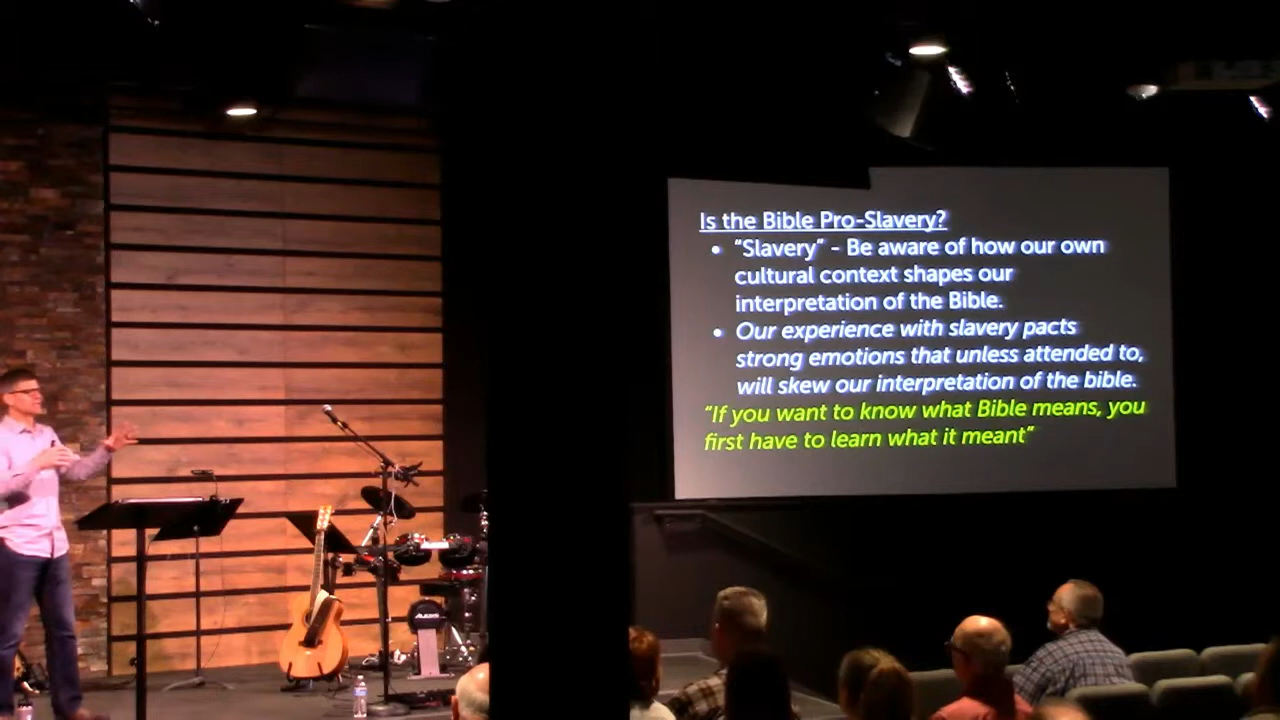 Is the Bible Pro-Slavery?
• "Slavery" - Be aware of how our own
cultural context shapes our
interpretation of the Bible.
• Our experience with slavery pacts
strong emotions that unless attended to,
will skew our interpretation of the bible.
"If you want to know what Bible means, you
first have to learn what it meant"
ALESIS